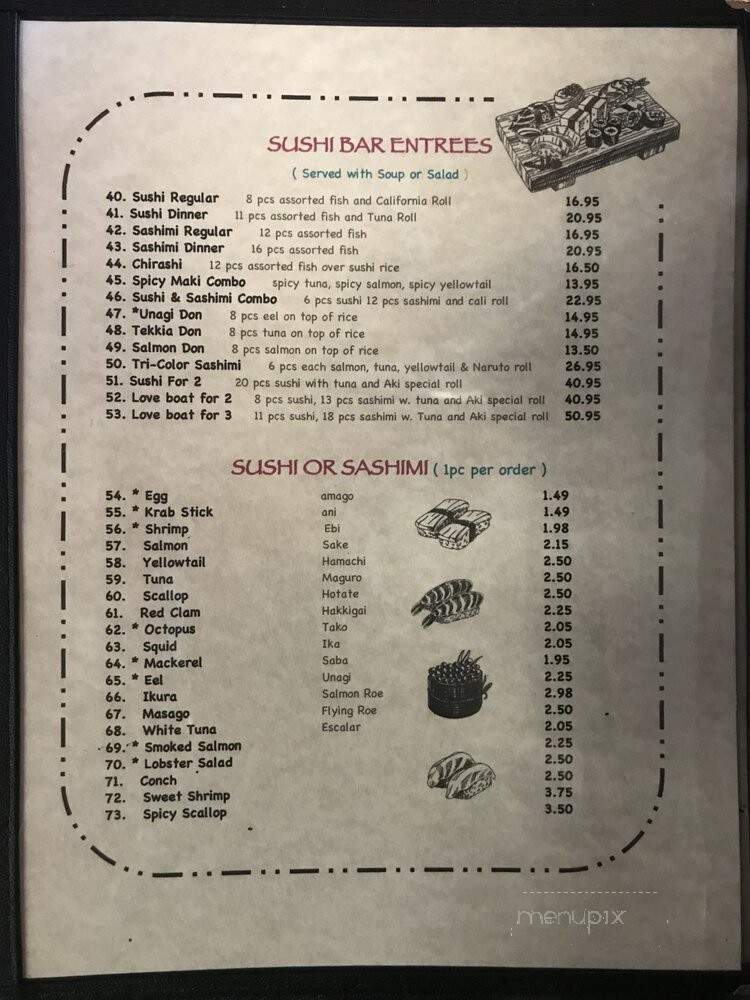 SUSHI BAR ENTREES
( Served with Soup or Salad )
40. Sushi Regular 8 pcs assorted fish and California Roll 16.95
41. Sushi Dinner 11 pcs assorted fish and Tuna Roll 20.95
42. Sashimi Regular 12 pcs assorted fish 16.95
43. Sashimi Dinner 16 pcs assorted fish 20.95
44. Chirashi 12 pcs assorted fish over sushi rice 16.50
45. Spicy Maki Combo spicy tuna, spicy salmon, spicy yellowtail 13.95
46. Sushi & Sashimi Combo 6 pcs sushi 12 pcs sashimi and cali roll 22.95
47. *Unagi Don 8 pcs eel on top of rice 14.95
48. Tekkia Don 8 pcs tuna on top of rice 14.95
49. Salmon Don 8 pcs salmon on top of rice 13.50
50. Tri-Color Sashimi 6 pcs each salmon, tuna, yellowtail & Naruto roll 26.95
51. Sushi For 2 20 pcs sushi with tuna and Aki special roll 40.95
52. Love boat for 2 8 pcs sushi, 13 pcs sashimi w. tuna and Aki special roll 40.95
53. Love boat for 3 11 pcs sushi, 18 pcs sashimi w. Tuna and Aki special roll 50.95
SUSHI OR SASHIMI ( 1pc per order )
54. * Egg amago 1.49
55. * Krab Stick ani 1.49
56. * Shrimp Ebi 1.98
57. Salmon Sake 2.15
58. Yellowtail Hamachi 2.50
59. Tuna Maguro 2.50
60. Scallop Hotate 2.50
61. Red Clam Hakkigai 2.25
62. * Octopus Tako 2.05
63. Squid Ika 2.05
64. * Mackerel Saba 1.95
65. * Eel Unagi 2.25
66. Ikura Salmon Roe 2.98
67. Masago Flying Roe 2.50
68. White Tuna Escalar 2.05
69. * Smoked Salmon 2.25
70. * Lobster Salad 2.50
71. Conch 2.50
72. Sweet Shrimp 3.75
73. Spicy Scallop 3.50
menupix